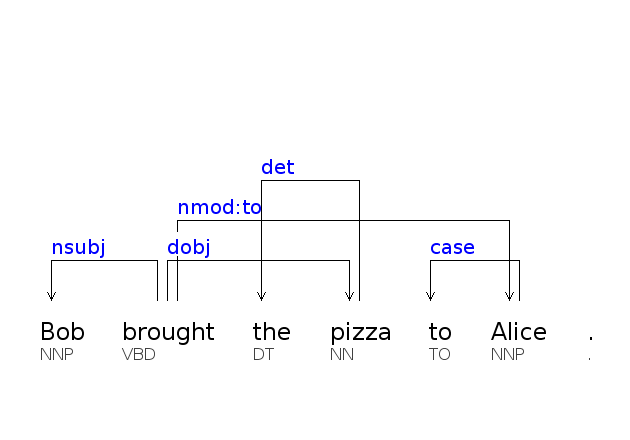 det
nmod:to
nsubj dobj case
Bob brought the pizza to Alice .
NNP VBD DT NN TO NNP .